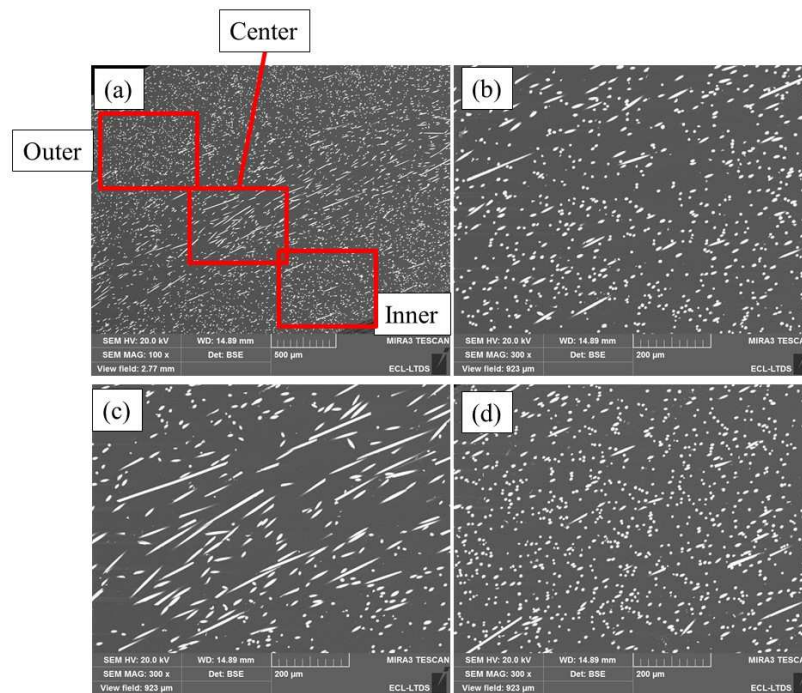 Center
(a)
(b)
Outer
Inner
SEM HV: 20.0 kV WD: 14.89 mm MIRA3 TESCAN
SEM MAG: 100 x Det: BSE 500 µm
View field: 2.77 mm ECL-LTDS
SEM HV: 20.0 kV WD: 14.89 mm MIRA3 TESCAN
SEM MAG: 300 x Det: BSE 200 µm
View field: 923 µm ECL-LTDS
(c)
(d)
SEM HV: 20.0 kV WD: 14.89 mm MIRA3 TESCAN
SEM MAG: 300 x Det: BSE 200 µm
View field: 923 µm ECL-LTDS
SEM HV: 20.0 kV WD: 14.89 mm MIRA3 TESCAN
SEM MAG: 300 x Det: BSE 200 µm
View field: 923 µm ECL-LTDS